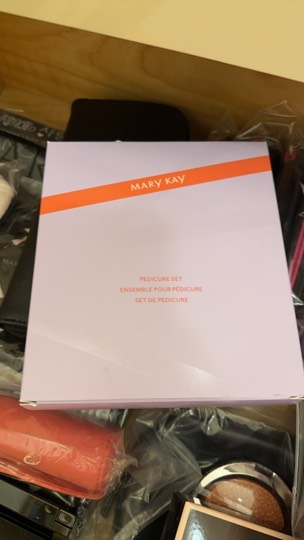 MARY KAY
PEDICURE SET
ENSEMBLE POUR PÉDICURE
SET DE PEDICURE